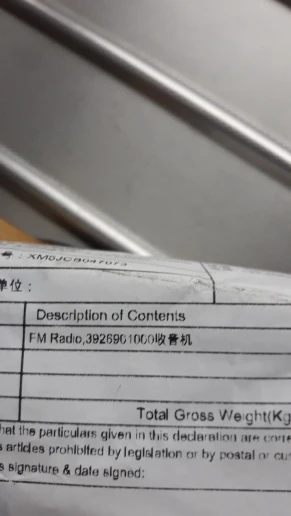 单位：
Description of Contents
FM Radio,3926901000收音机
Total Gross Weight(Kg
hat the particulars given in this declaration are
s articles prohibited by legislation or by postal or cu
s signature & date signed: